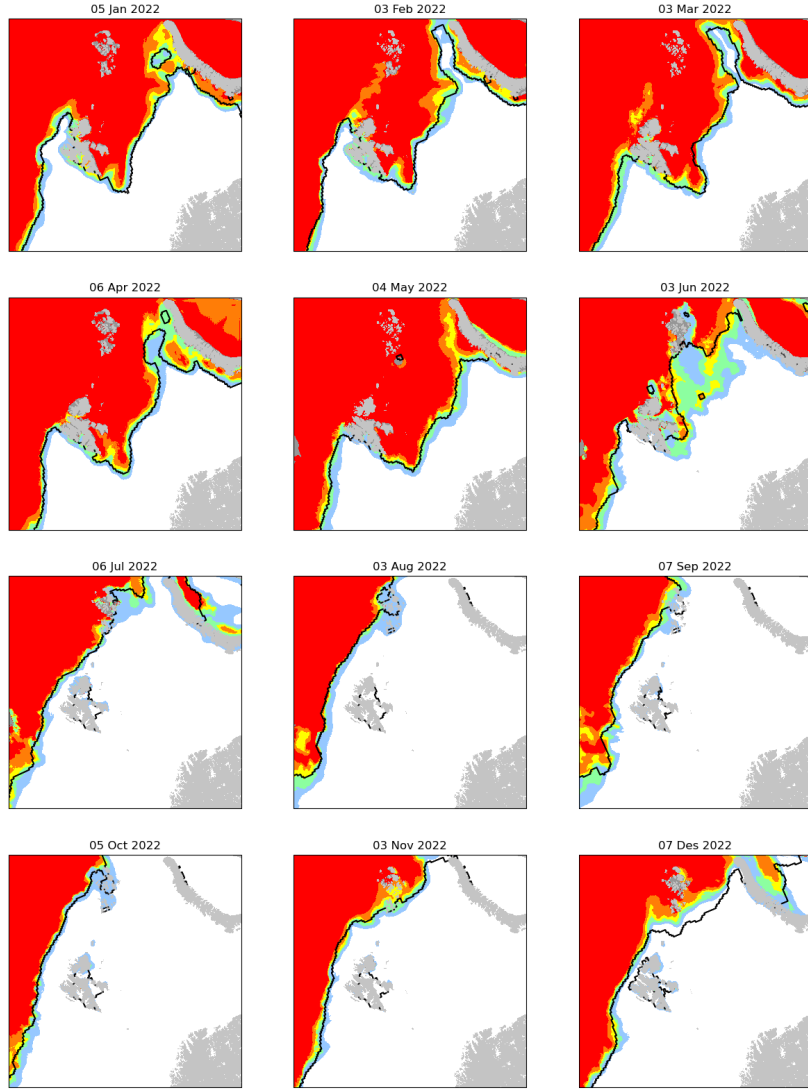 05 Jan 2022
03 Feb 2022
03 Mar 2022
06 Apr 2022
04 May 2022
03 Jun 2022
06 Jul 2022
03 Aug 2022
07 Sep 2022
05 Oct 2022
03 Nov 2022
07 Des 2022